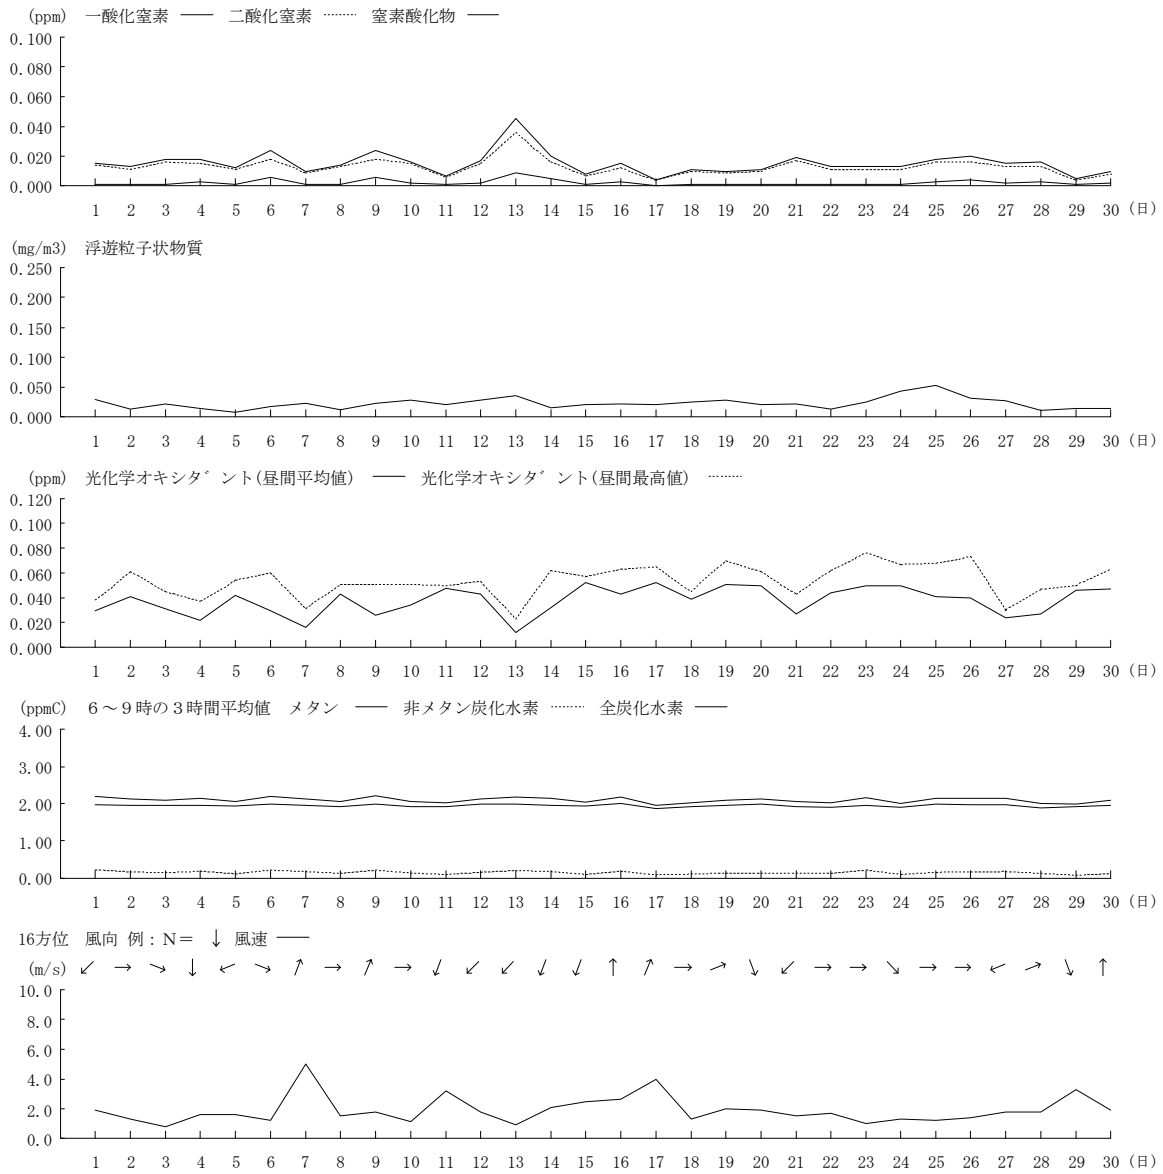 (ppm) 一酸化窒素 二酸化窒素 窒素酸化物
0.100
0.080
0.060
0.040
0.020
0.000
1 2 3 4 5 6 7 8 9 10 11 12 13 14 15 16 17 18 19 20 21 22 23 24 25 26 27 28 29 30 (日)
(mg/m3) 浮遊粒子状物質
0.250
0.200
0.150
0.100
0.050
0.000
1 2 3 4 5 6 7 8 9 10 11 12 13 14 15 16 17 18 19 20 21 22 23 24 25 26 27 28 29 30 (日)
(ppm) 光化学オキシダント(昼間平均値) 光化学オキシダント(昼間最高値)
0.120
0.100
0.080
0.060
0.040
0.020
0.000
1 2 3 4 5 6 7 8 9 10 11 12 13 14 15 16 17 18 19 20 21 22 23 24 25 26 27 28 29 30 (日)
(ppmC) 6～9時の3時間平均値 メタン 非メタン炭化水素 全炭化水素
4.00
3.00
2.00
1.00
0.00
1 2 3 4 5 6 7 8 9 10 11 12 13 14 15 16 17 18 19 20 21 22 23 24 25 26 27 28 29 30 (日)
16方位 風向 例：N＝ ↓ 風速
(m/s) ↙ → ↘ ↓ ↙ ↘ ↗ → ↗ → ↙ ↙ ↙ ↙ ↙ ↑ ↗ → ↗ ↘ ↙ → → ↘ → → ↙ ↗ ↘ ↑
10.0
8.0
6.0
4.0
2.0
0.0
1 2 3 4 5 6 7 8 9 10 11 12 13 14 15 16 17 18 19 20 21 22 23 24 25 26 27 28 29 30 (日)